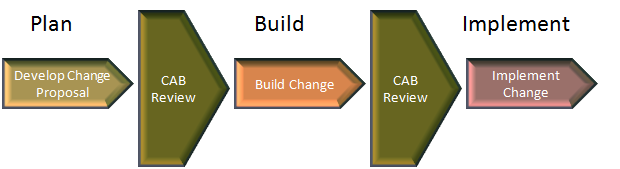 Plan
Build
Implement
Develop Change
Proposal
CAB
Review
Build Change
CAB
Review
Implement
Change